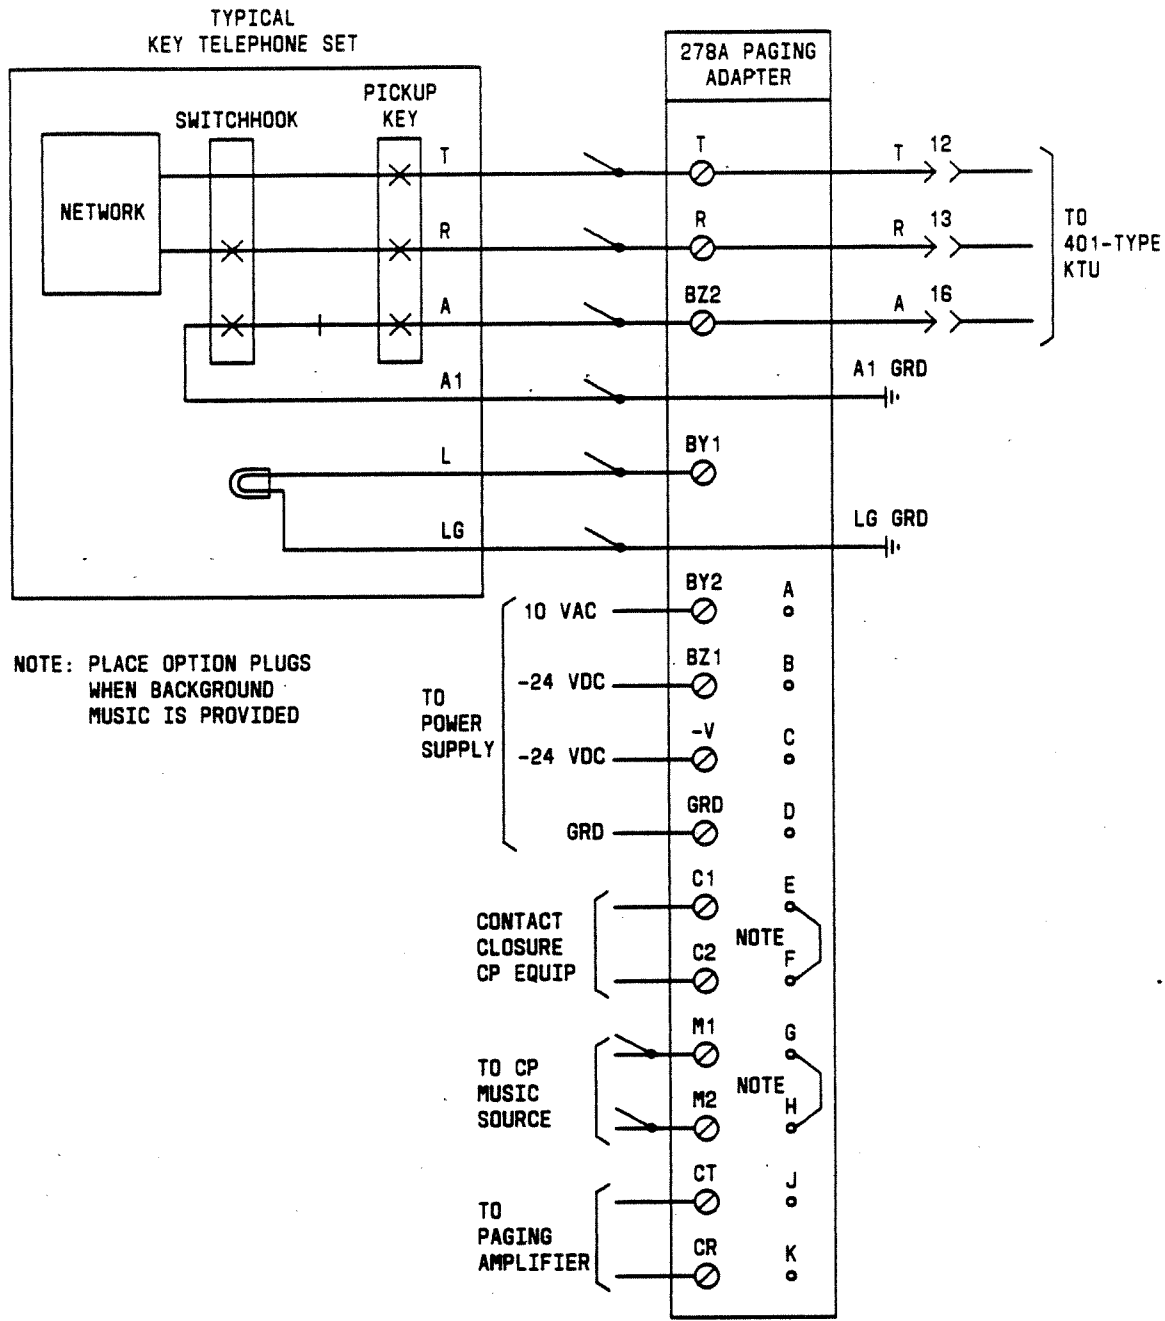 TYPICAL
KEY TELEPHONE SET
278A PAGING
ADAPTER
PICKUP
KEY
SWITCHHOOK
NETWORK
T
T
T
12
R
R
R
13
TO
401-TYPE
KTU
A
BZ2
A
16
A1
A1 GRD
L
BY1
LG
LG GRD
NOTE: PLACE OPTION PLUGS
WHEN BACKGROUND
MUSIC IS PROVIDED
TO
POWER
SUPPLY
10 VAC
BY2
A
-24 VDC
BZ1
B
-24 VDC
-V
C
GRD
GRD
D
CONTACT
CLOSURE
CP EQUIP
C1
E
NOTE
C2
F
TO CP
MUSIC
SOURCE
M1
G
NOTE
M2
H
TO
PAGING
AMPLIFIER
CT
J
CR
K